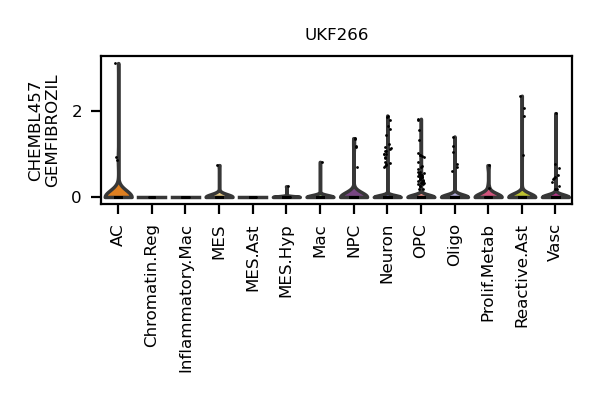 UKF266
CHEMBL457
GEMFIBROZIL
2
0
AC
Chromatin.Reg
Inflammatory.Mac
MES
MES.Ast
MES.Hyp
Mac
NPC
Neuron
OPC
Oligo
Prolif.Metab
Reactive.Ast
Vasc